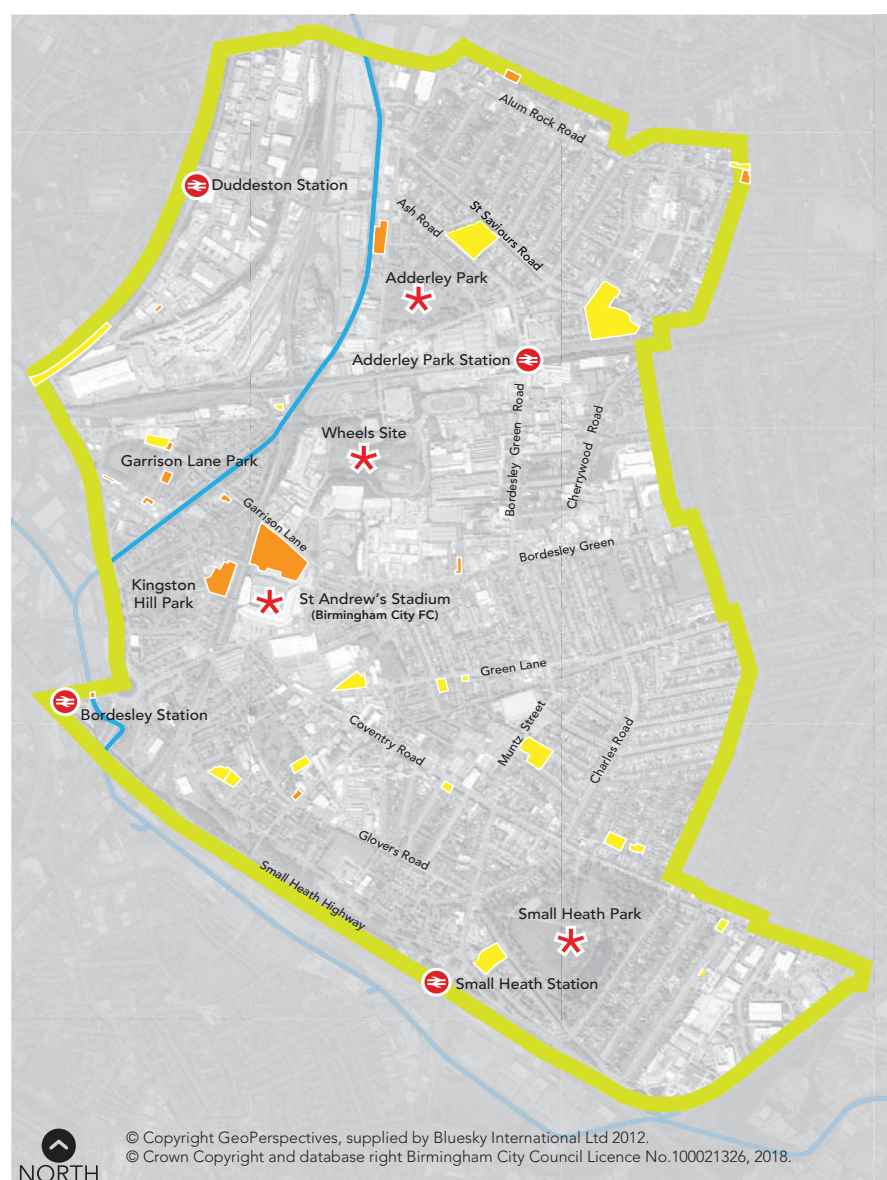 Alum Rock Road
Duddeston Station
Ash Road
St Saviours Road
Adderley Park
Adderley Park Station
Bordesley Green Road
Cherrywood Road
Wheels Site
Garrison Lane Park
Garrison Lane
Bordesley Green
Kingston
Hill Park
St Andrew's Stadium
(Birmingham City FC)
Green Lane
Bordesley Station
Muntz Street
Coventry Road
Charles Road
Glovers Road
Small Heath Highway
Small Heath Park
Small Heath Station
© Copyright GeoPerspectives, supplied by Bluesky International Ltd 2012.
© Crown Copyright and database right Birmingham City Council Licence No.100021326, 2018.
NORTH